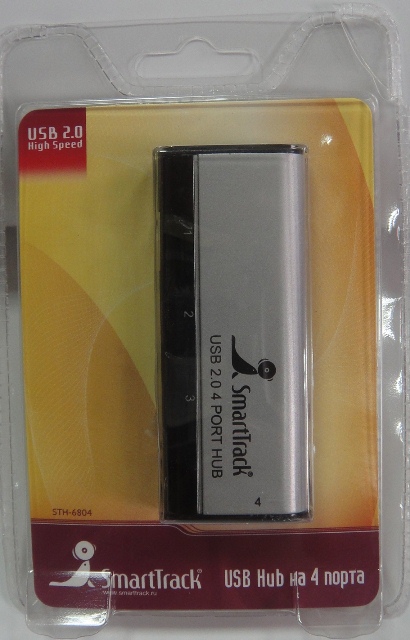 USB 2.0
High Speed
1
2
3
SmartTrack®
USB 2.0 4 PORT HUB
4
STH-6804
SmartTrack®
www.smartrack.ru
USB Hub на 4 порта